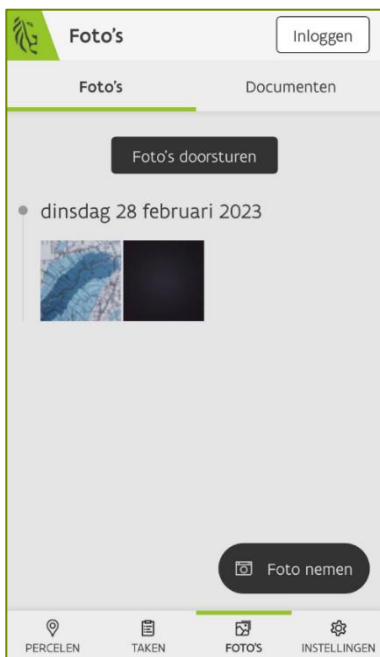 Foto's
Inloggen
Foto's
Documenten
Foto's doorsturen
dinsdag 28 februari 2023
Foto nemen
PERCELEN
TAKEN
FOTO'S
INSTELLINGEN